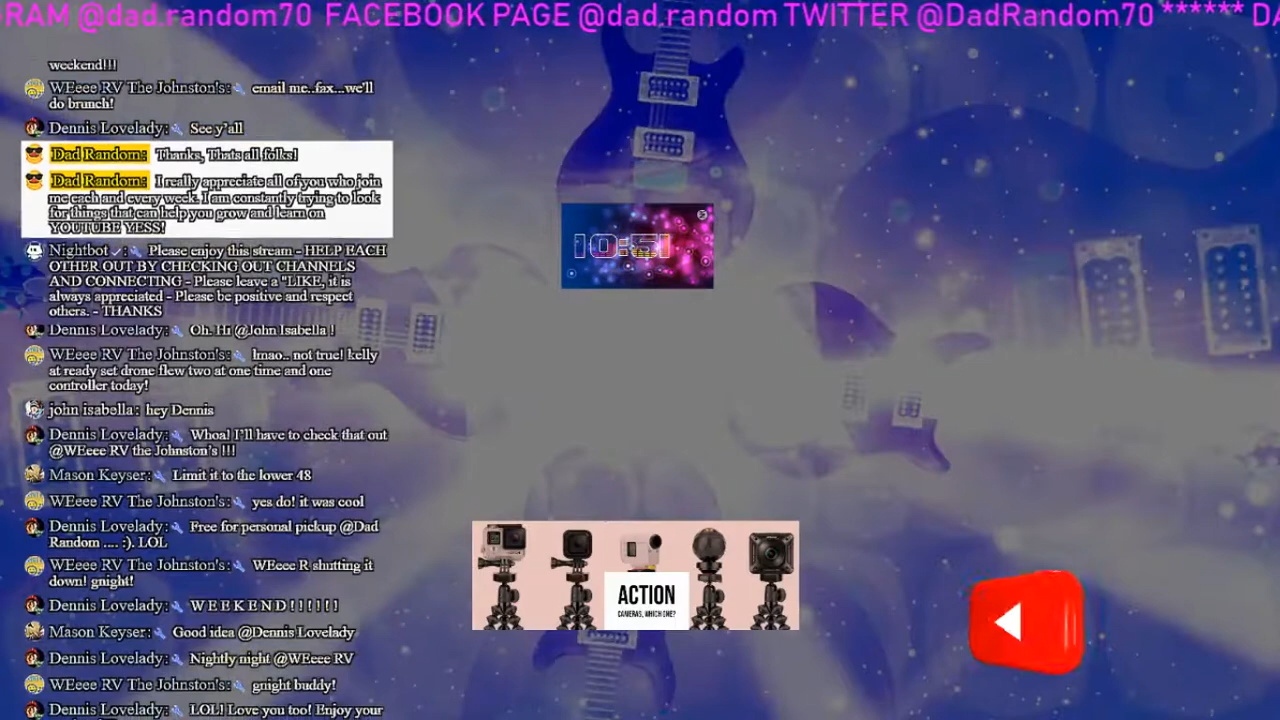 RAM @dad.random70 FACEBOOK PAGE @dad.random TWITTER @DadRandom70 ****** DA
weekend!!!
WEeee RV The Johnston's: email me..fax...we'll
do brunch!
Dennis Lovelady: See y'all
Dad Random: Thanks, Thats all folks!
Dad Random: I really appreciate all of you who join
me each and every week. I am constantly trying to look
for things that can help you grow and learn on
YOUTUBE YESS!
Nightbot ✓: Please enjoy this stream - HELP EACH
OTHER OUT BY CHECKING OUT CHANNELS
AND CONNECTING - Please leave a "LIKE, it is
always appreciated - Please be positive and respect
others. - THANKS
Dennis Lovelady: Oh. Hi @John Isabella !
WEeee RV The Johnston's: lmao.. not true! kelly
at ready set drone flew two at one time and one
controller today!
john isabella: hey Dennis
Dennis Lovelady: Whoa! I'll have to check that out
@WEeee RV the Johnston's !!!
Mason Keyser: Limit it to the lower 48
WEeee RV The Johnston's: yes do! it was cool
Dennis Lovelady: Free for personal pickup @Dad
Random .... :). LOL
WEeee RV The Johnston's: WEeee R shutting it
down! gnight!
Dennis Lovelady: W E E K E N D ! ! ! ! ! !
Mason Keyser: Good idea @Dennis Lovelady
Dennis Lovelady: Nightly night @WEeee RV
WEeee RV The Johnston's: gnight buddy!
Dennis Lovelady: LOL! Love you too! Enjoy your
10:51
ACTION
CAMERAS, WHICH ONE?